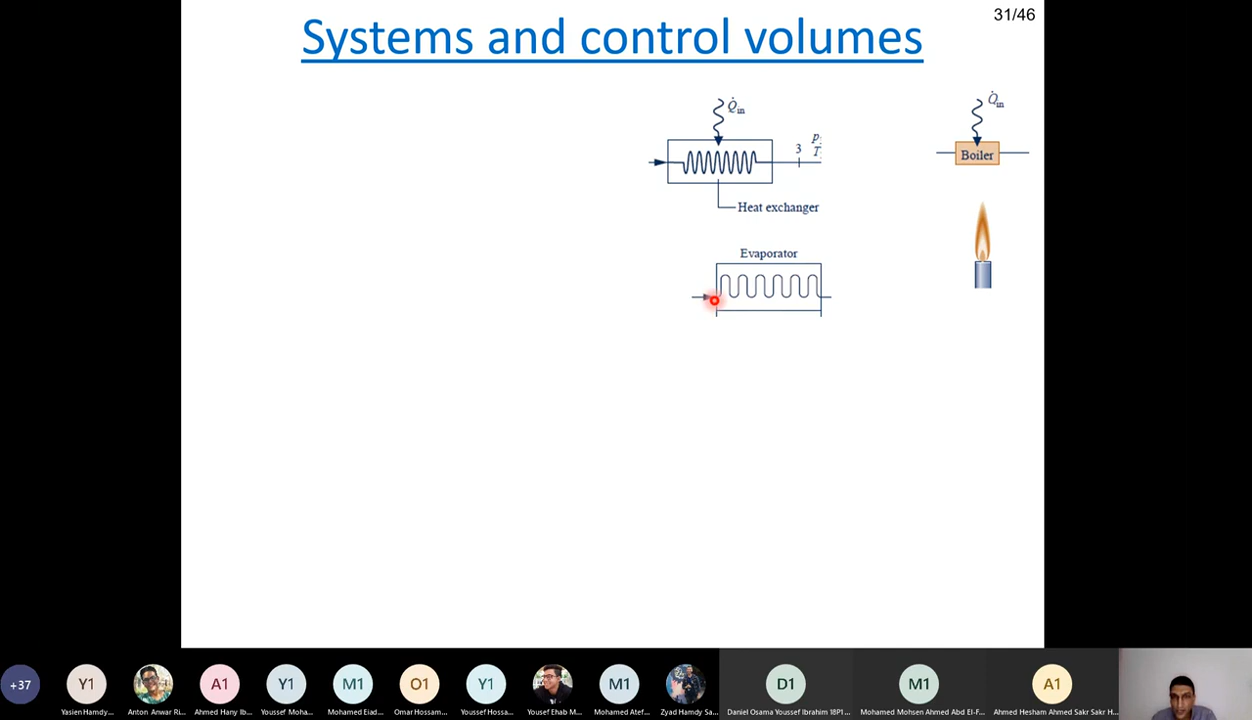 31/46
Systems and control volumes
Q̇in
Q̇in
3
p
T
Boiler
Heat exchanger
Evaporator
+37
Y1
A1
Y1
M1
O1
Y1
M1
D1
M1
A1
Yasien Hamdy...
Anton Anwar Ri...
Ahmed Hany Ib...
Youssef Moha...
Mohamed Eiad...
Omar Hossam...
Youssef Hossa...
Yousef Ehab M...
Mohamed Atef...
Zyad Hamdy Sa...
Daniel Osama Youssef Ibrahim 18P1...
Mohamed Mohsen Ahmed Abd El-F...
Ahmed Hesham Ahmed Sakr Sakr H...